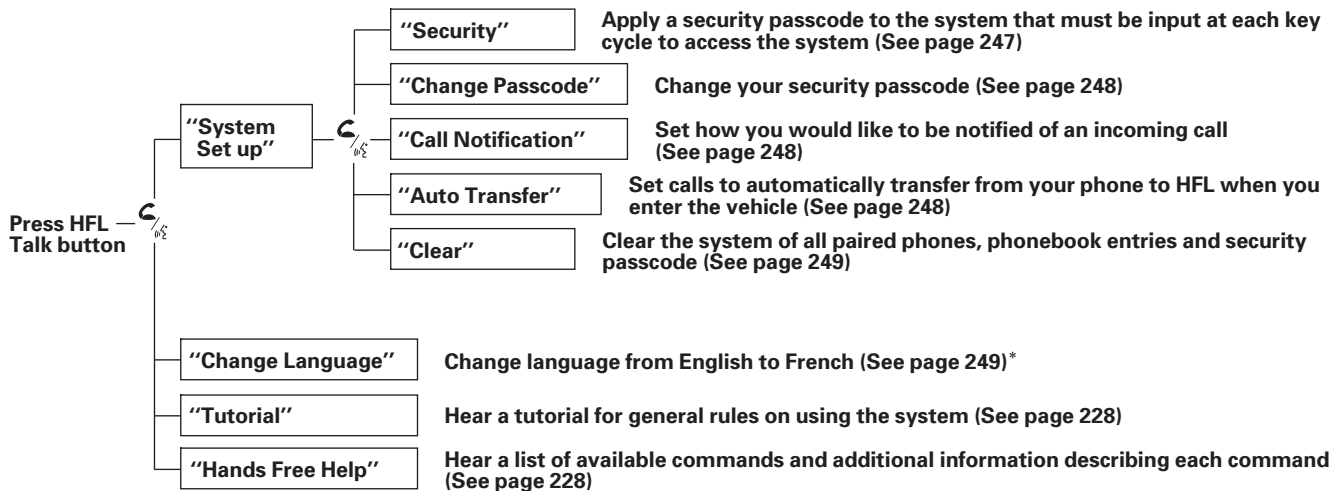 "Security"
Apply a security passcode to the system that must be input at each key
cycle to access the system (See page 247)
"Change Passcode"
Change your security passcode (See page 248)
"System
Set up"
"Call Notification"
Set how you would like to be notified of an incoming call
(See page 248)
"Auto Transfer"
Set calls to automatically transfer from your phone to HFL when you
enter the vehicle (See page 248)
Press HFL
Talk button
"Clear"
Clear the system of all paired phones, phonebook entries and security
passcode (See page 249)
"Change Language"
Change language from English to French (See page 249)*
"Tutorial"
Hear a tutorial for general rules on using the system (See page 228)
"Hands Free Help"
Hear a list of available commands and additional information describing each command
(See page 228)